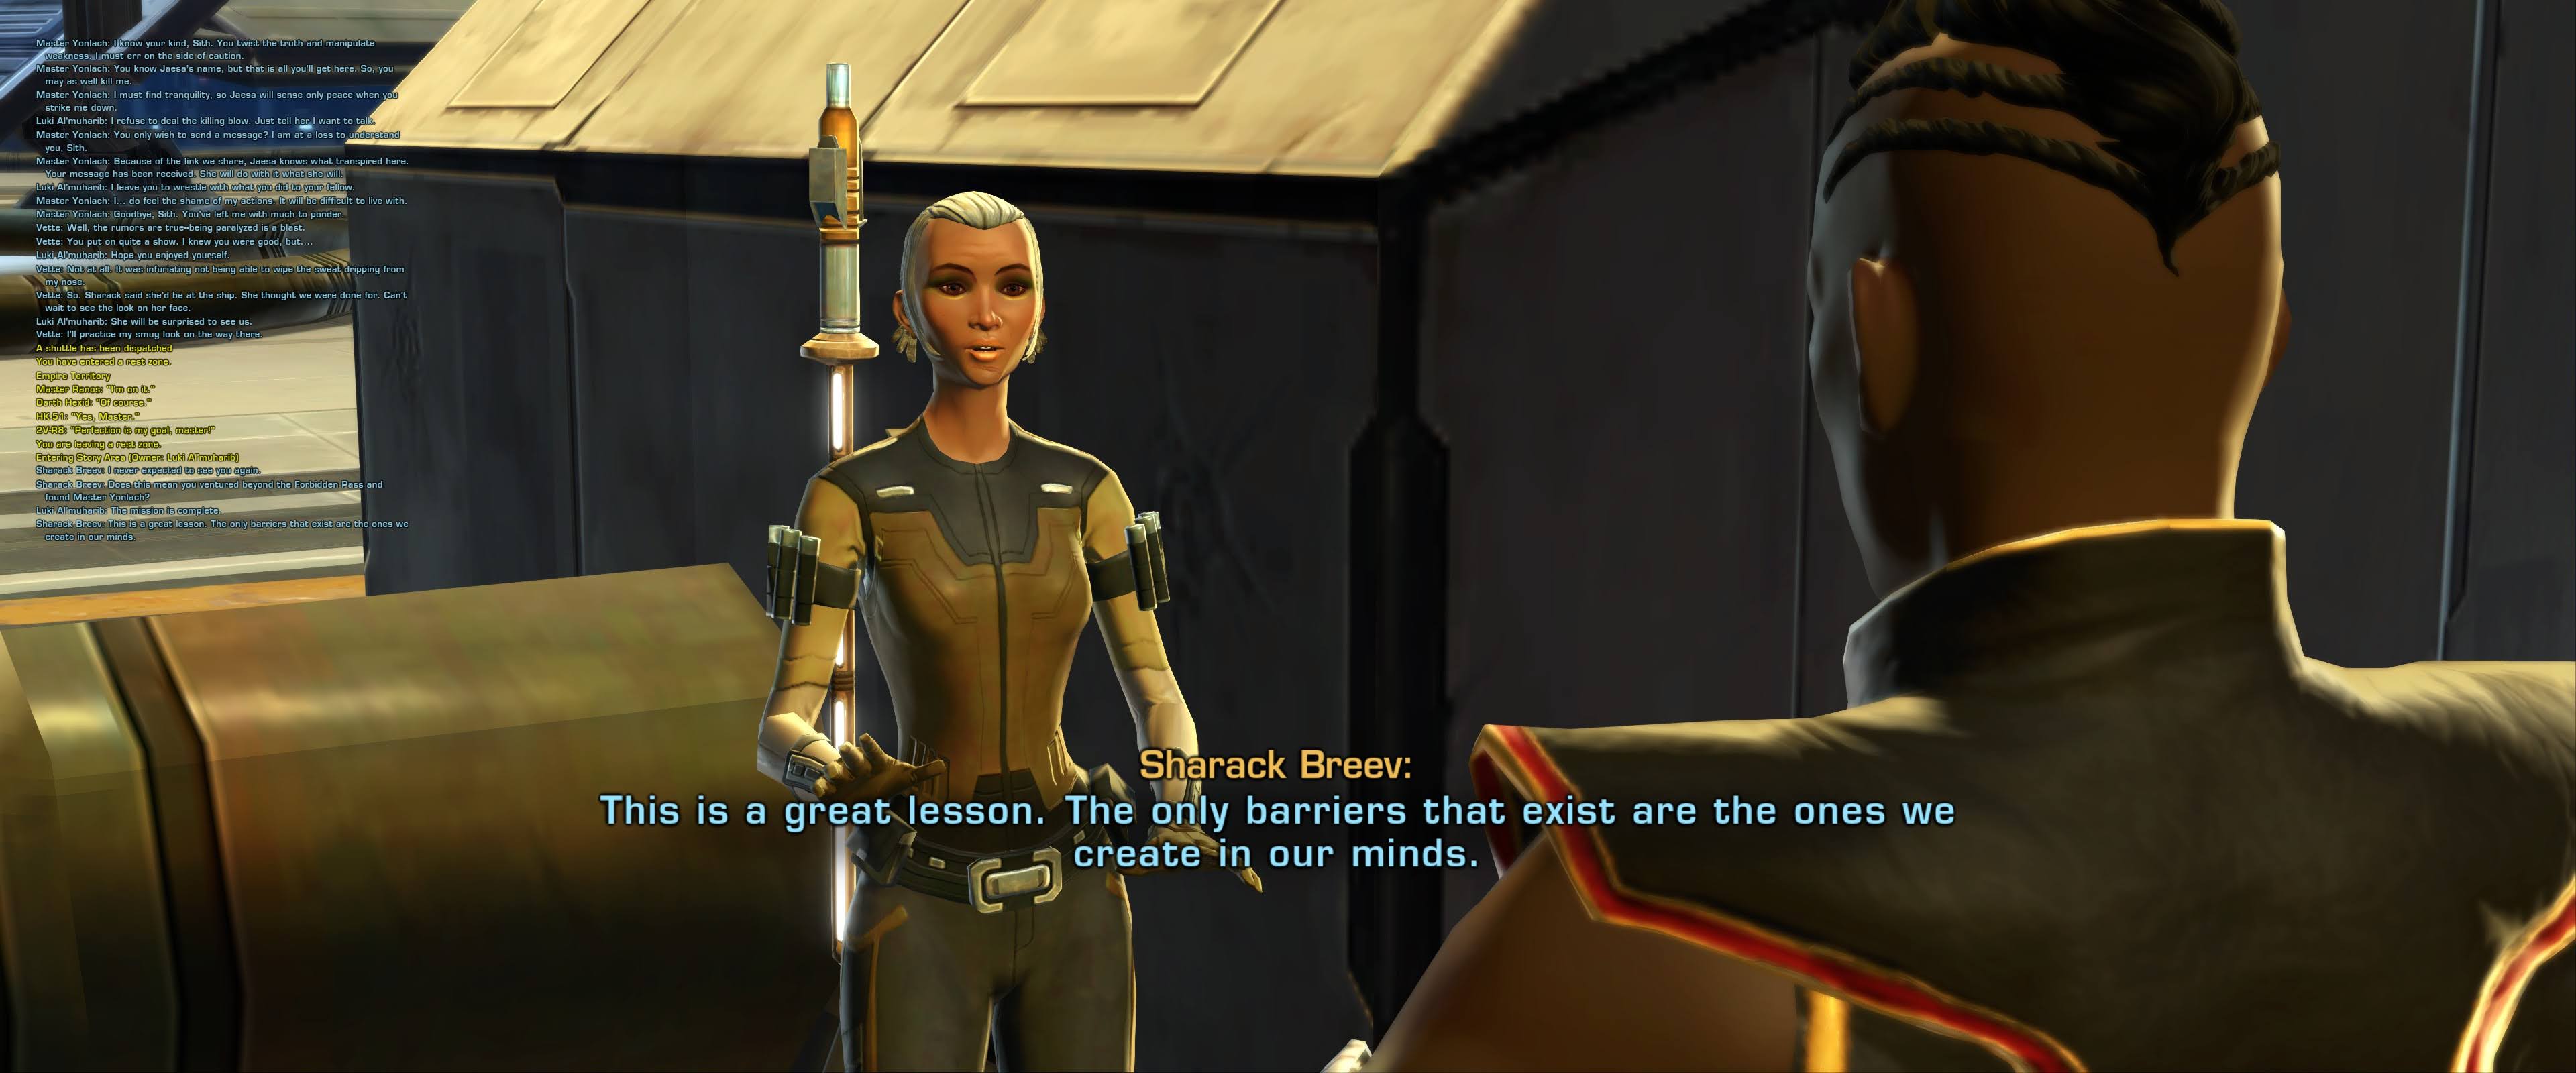 Master Yonlach: I know your kind, Sith. You twist the truth and manipulate
weakness. I must err on the side of caution.
Master Yonlach: You know Jaesa's name, but that is all you'll get here. So, you
may as well kill me.
Master Yonlach: I must find tranquility, so Jaesa will sense only peace when you
strike me down.
Luki Al'muharib: I refuse to deal the killing blow. Just tell her I want to talk.
Master Yonlach: You only wish to send a message? I am at a loss to understand
you, Sith.
Master Yonlach: Because of the link we share, Jaesa knows what transpired here.
Your message has been received. She will do with it what she will.
Luki Al'muharib: I leave you to wrestle with what you did to your fellow.
Master Yonlach: I... do feel the shame of my actions. It will be difficult to live with.
Master Yonlach: Goodbye, Sith. You've left me with much to ponder.
Vette: Well, the rumors are true–being paralyzed is a blast.
Vette: You put on quite a show. I knew you were good, but....
Luki Al'muharib: Hope you enjoyed yourself.
Vette: Not at all. It was infuriating not being able to wipe the sweat dripping from
my nose.
Vette: So. Sharack said she'd be at the ship. She thought we were done for. Can't
wait to see the look on her face.
Luki Al'muharib: She will be surprised to see us.
Vette: I'll practice my smug look on the way there.
A shuttle has been dispatched
You have entered a rest zone.
Empire Territory
Master Ranos: "I'm on it."
Darth Hexid: "Of course."
HK-51: "Yes, Master."
2V-R8: "Perfection is my goal, master!"
You are leaving a rest zone.
Entering Story Area (Owner: Luki Al'muharib)
Sharack Breev: I never expected to see you again.
Sharack Breev: Does this mean you ventured beyond the Forbidden Pass and
found Master Yonlach?
Luki Al'muharib: The mission is complete.
Sharack Breev: This is a great lesson. The only barriers that exist are the ones we
create in our minds.
Sharack Breev:
This is a great lesson. The only barriers that exist are the ones we
create in our minds.